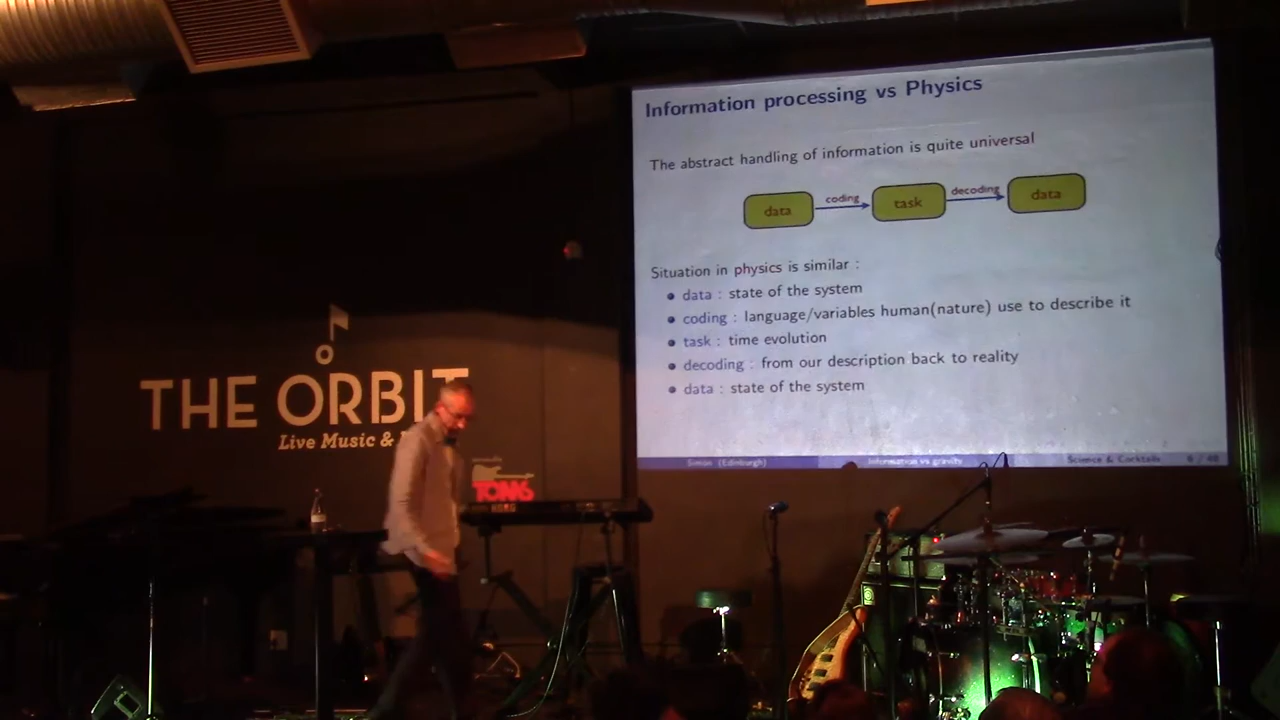 Information processing vs Physics
The abstract handling of information is quite universal
data
coding
task
decoding
data
Situation in physics is similar :
data : state of the system
coding : language/variables human(nature) use to describe it
task : time evolution
decoding : from our description back to reality
data : state of the system
Simón (Edinburgh)
Information vs gravity
Science & Cocktails
THE ORBIT
Live Music &
TOMS
KORG